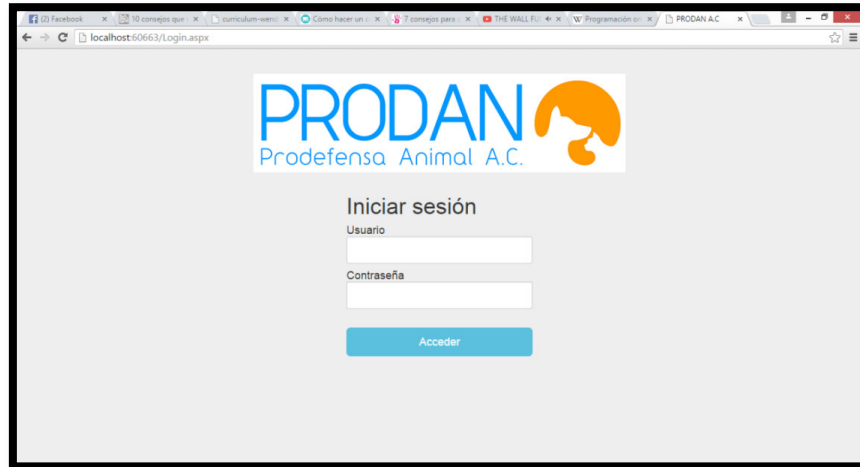 (2) Facebook
10 consejos que
curriculum-wend
Cómo hacer un c
7 consejos para
THE WALL FU
Programación or
PRODAN A.C
localhost:60663/Login.aspx
PRODAN
Prodefensa Animal A.C.
Iniciar sesión
Usuario
Contraseña
Acceder